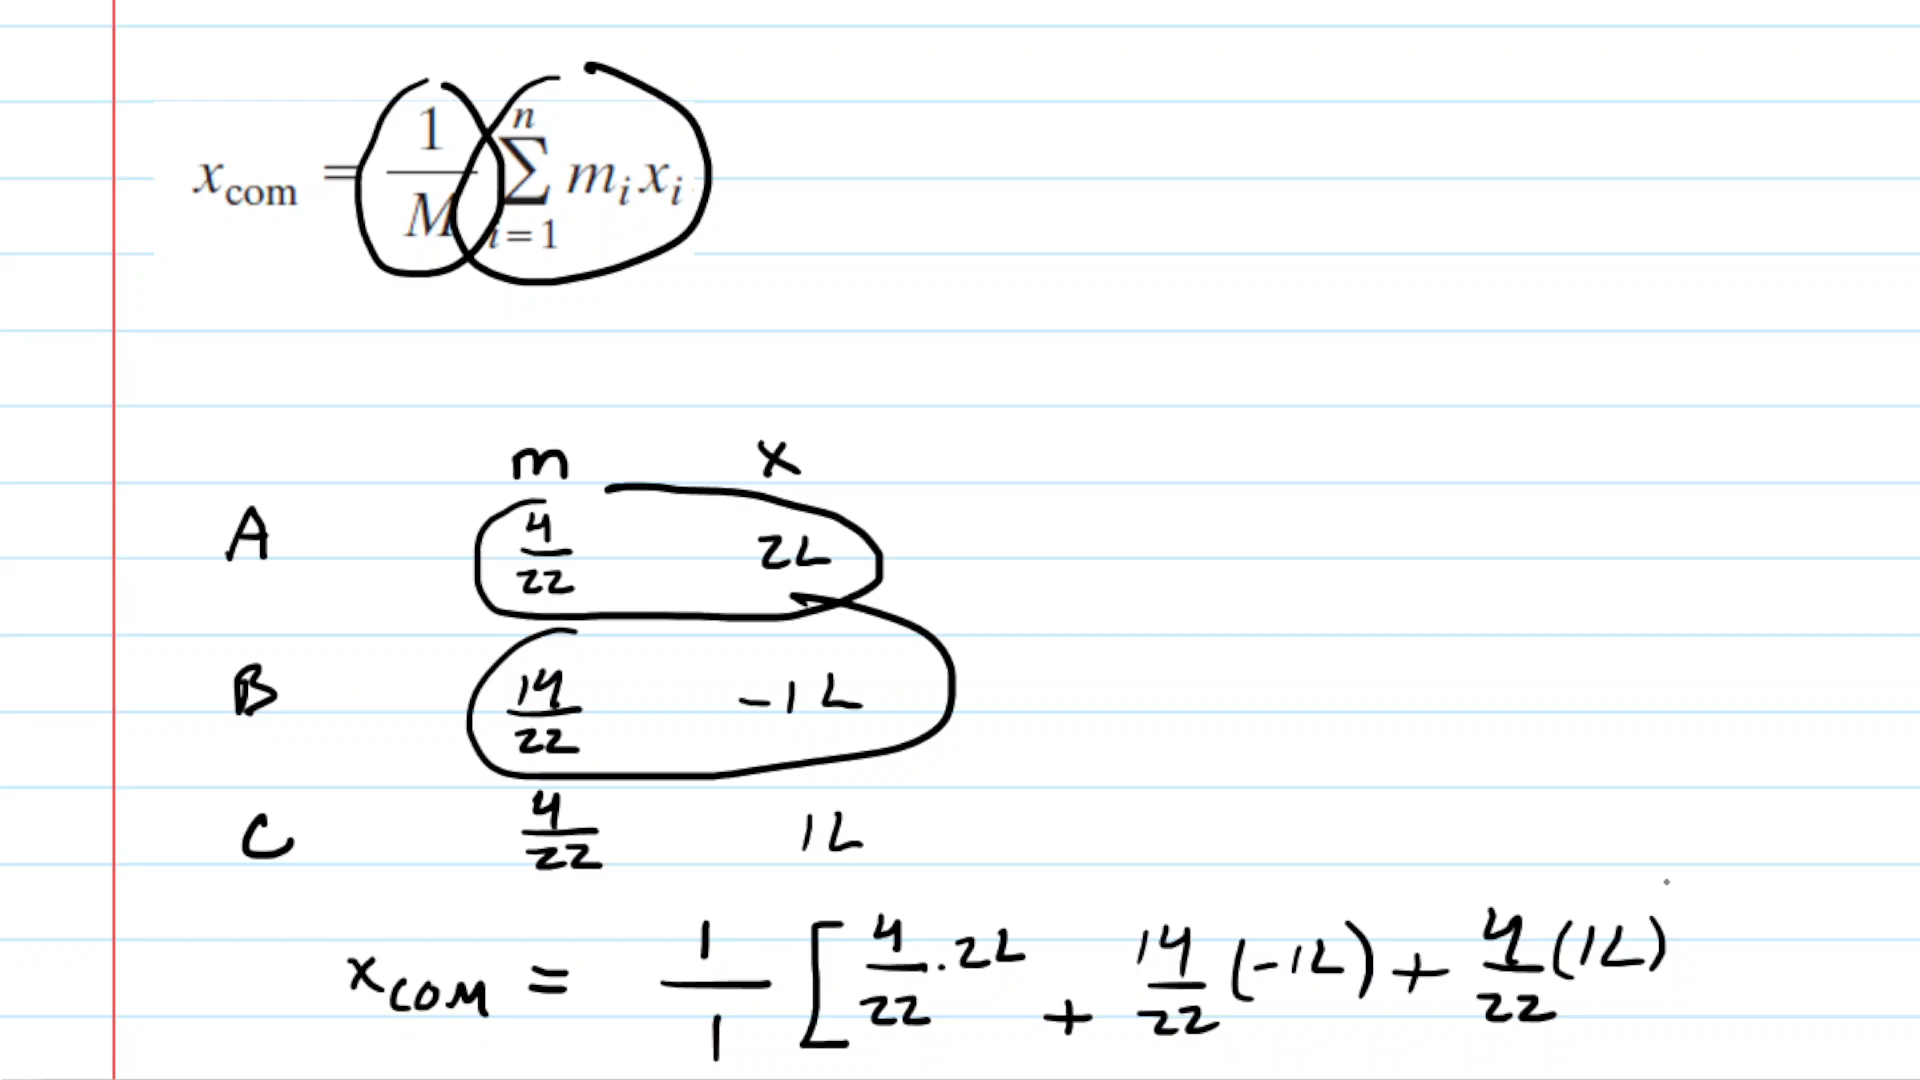 x_com = 1/M Σ_{i=1}^{n} m_i x_i
m x
A 4/22 2L
B 14/22 -1L
C 4/22 1L
x_COM = 1/1 [4/22 · 2L + 14/22 (-1L) + 4/22 (1L)